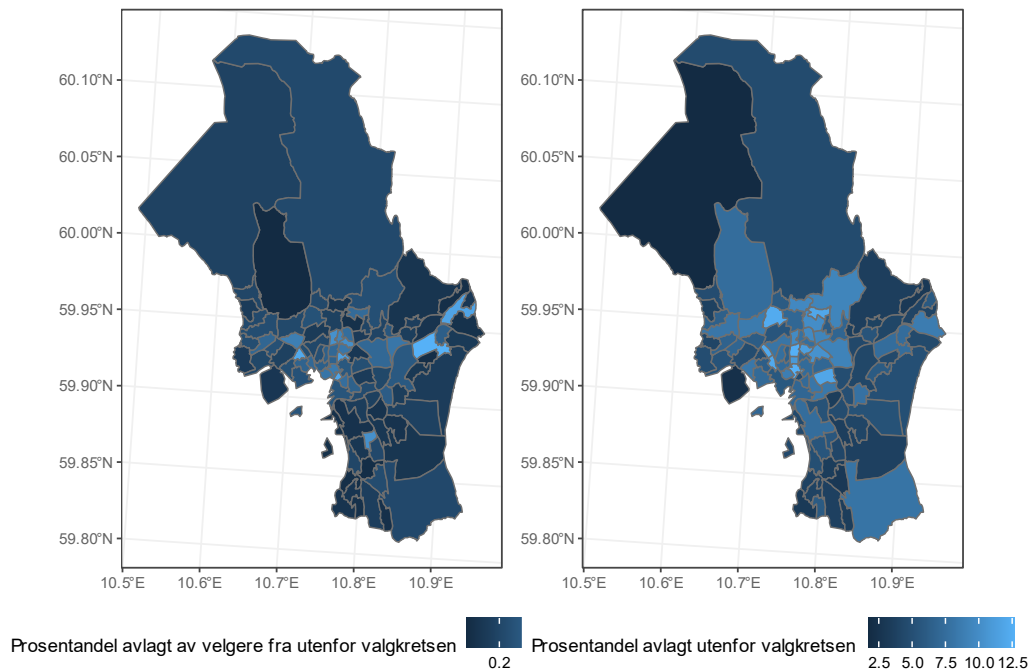 60.10°N
60.05°N
60.00°N
59.95°N
59.90°N
59.85°N
59.80°N
10.5°E 10.6°E 10.7°E 10.8°E 10.9°E
10.5°E 10.6°E 10.7°E 10.8°E 10.9°E
Prosentandel avlagt av velgere fra utenfor valgkretsen
0.2
Prosentandel avlagt utenfor valgkretsen
2.5 5.0 7.5 10.0 12.5
60.10°N
60.05°N
60.00°N
59.95°N
59.90°N
59.85°N
59.80°N